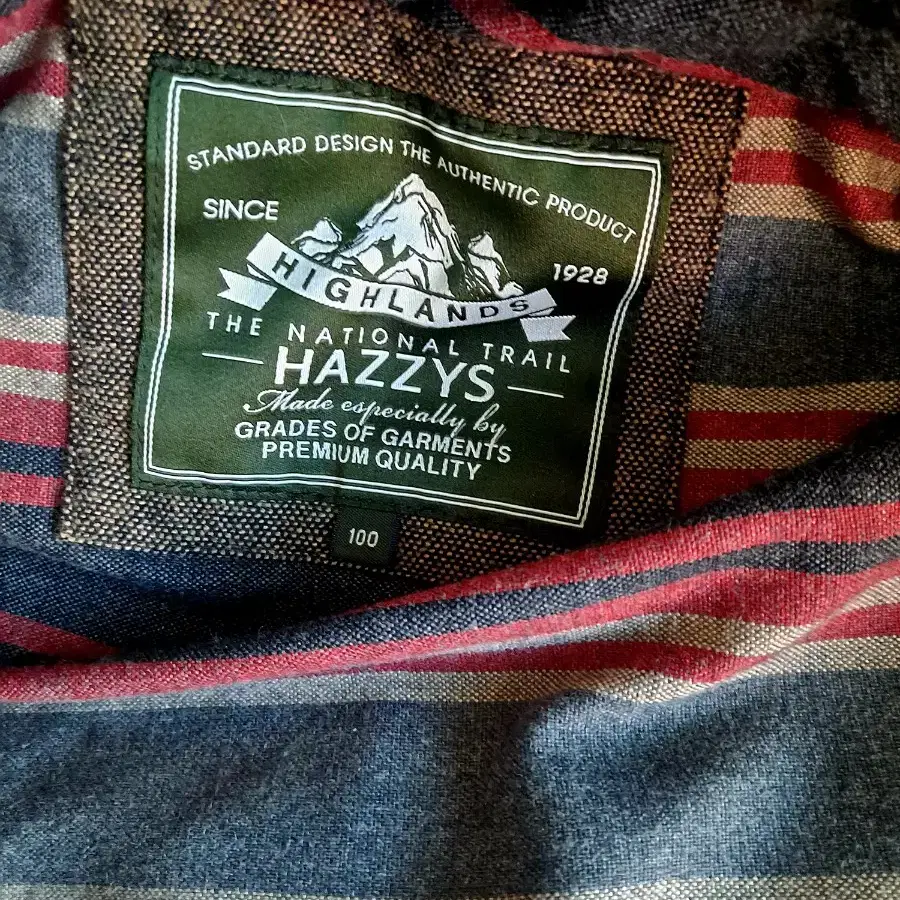 STANDARD DESIGN THE AUTHENTIC PRODUCT
SINCE 1928
HIGHLANDS
THE NATIONAL TRAIL
HAZZYS
Made especially by
GRADES OF GARMENTS
PREMIUM QUALITY
100